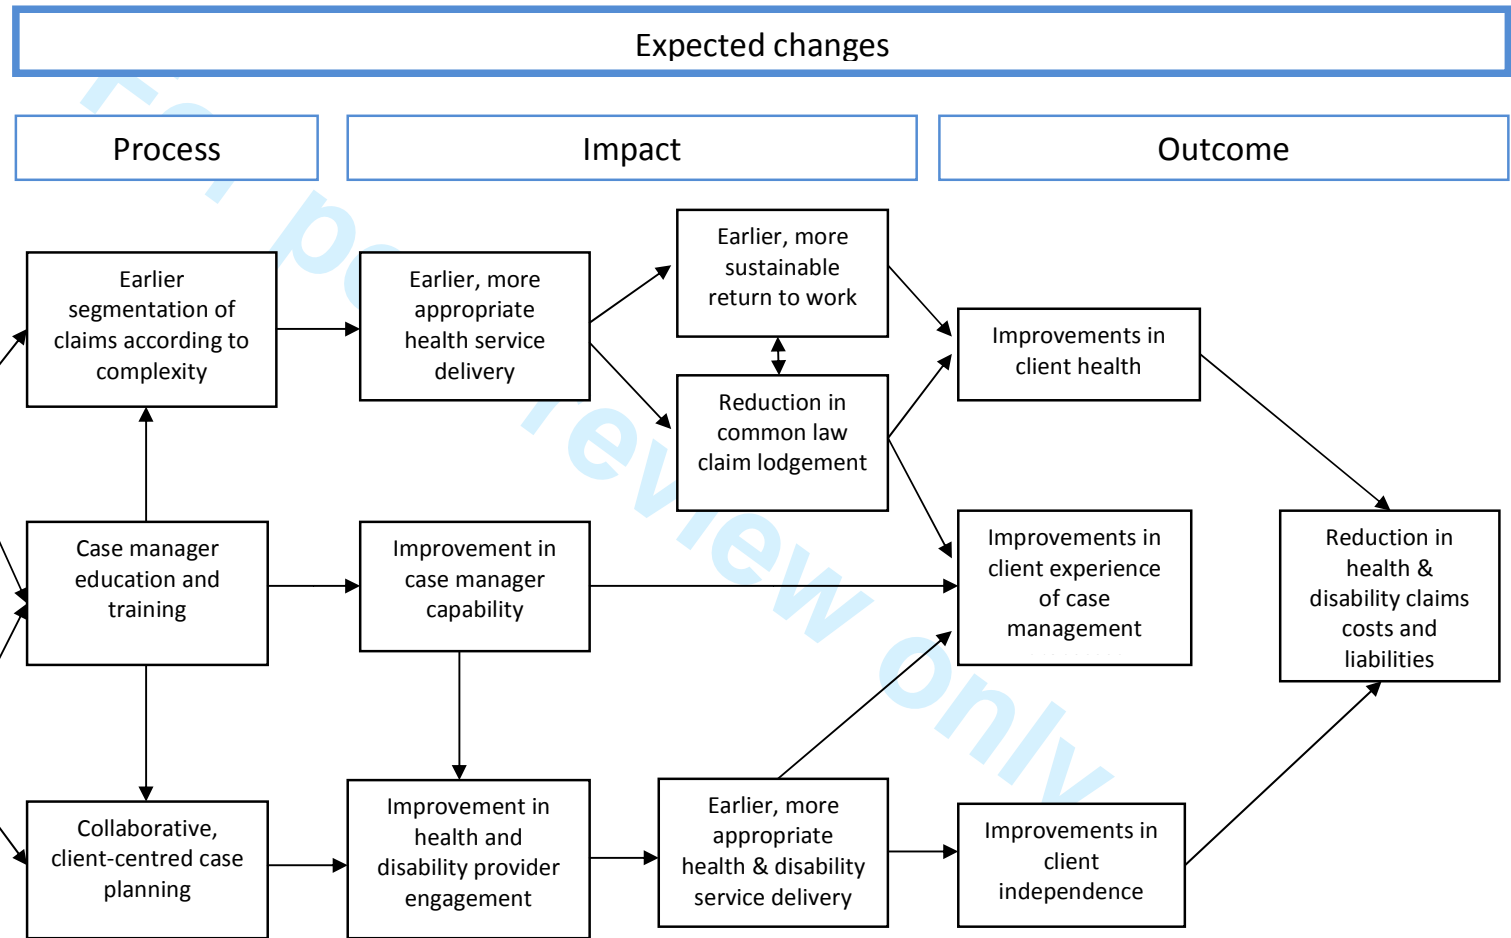 Expected changes
Process
Impact
Outcome
Earlier
segmentation of
claims according to
complexity
Earlier, more
appropriate
health service
delivery
Earlier, more
sustainable
return to work
Reduction in
common law
claim lodgement
Improvements in
client health
Case manager
education and
training
Improvement in
case manager
capability
Improvements in
client experience
of case
management
Reduction in
health &
disability claims
costs and
liabilities
Collaborative,
client-centred case
planning
Improvement in
health and
disability provider
engagement
Earlier, more
appropriate
health & disability
service delivery
Improvements in
client
independence
For peer review only